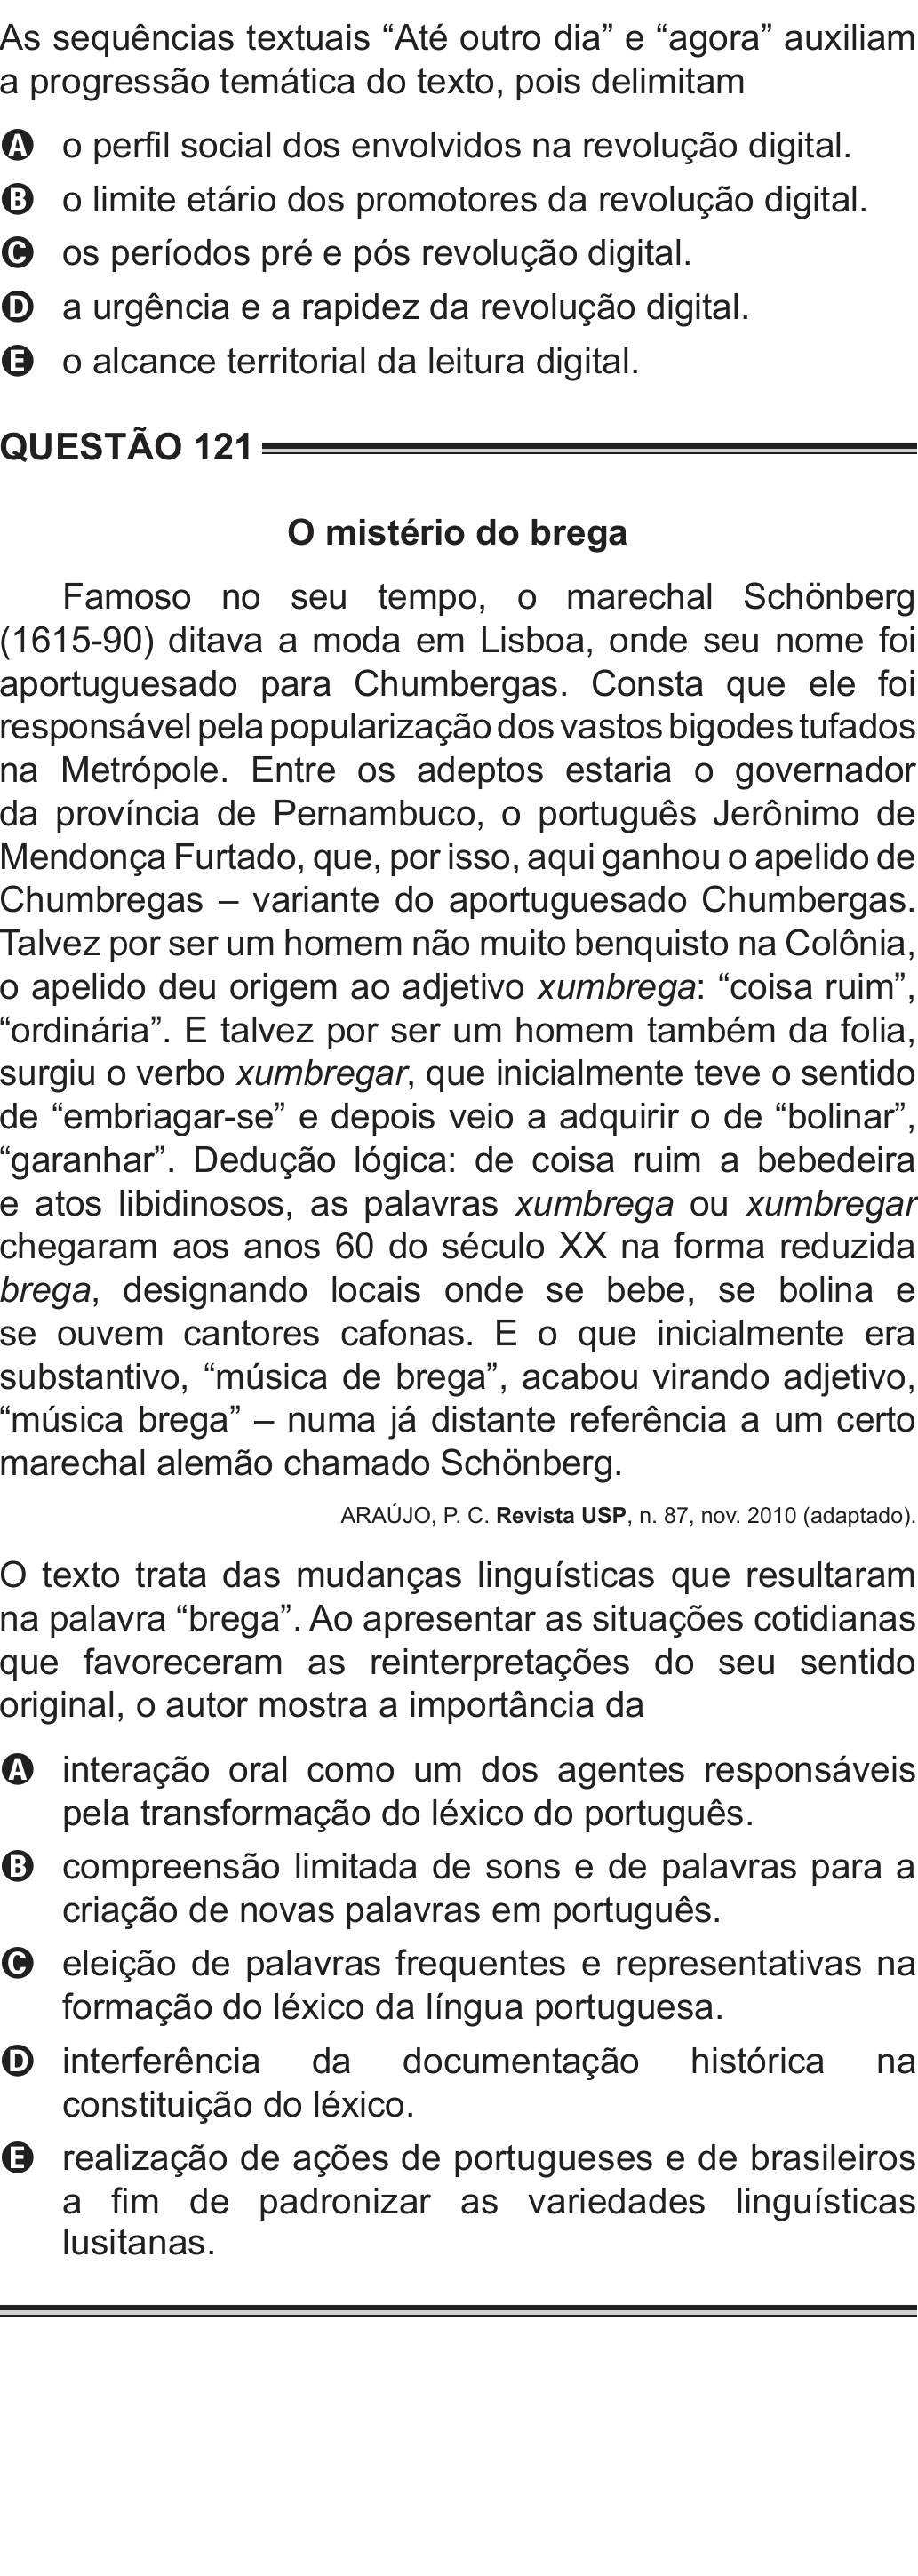 As sequências textuais “Até outro dia” e “agora” auxiliam
a progressão temática do texto, pois delimitam
A o perfil social dos envolvidos na revolução digital.
B o limite etário dos promotores da revolução digital.
C os períodos pré e pós revolução digital.
D a urgência e a rapidez da revolução digital.
E o alcance territorial da leitura digital.
QUESTÃO 121
O mistério do brega
Famoso no seu tempo, o marechal Schönberg
(1615-90) ditava a moda em Lisboa, onde seu nome foi
aportuguesado para Chumbergas. Consta que ele foi
responsável pela popularização dos vastos bigodes tufados
na Metrópole. Entre os adeptos estaria o governador
da província de Pernambuco, o português Jerônimo de
Mendonça Furtado, que, por isso, aqui ganhou o apelido de
Chumbregas – variante do aportuguesado Chumbergas.
Talvez por ser um homem não muito benquisto na Colônia,
o apelido deu origem ao adjetivo xumbrega: “coisa ruim”,
“ordinária”. E talvez por ser um homem também da folia,
surgiu o verbo xumbregar, que inicialmente teve o sentido
de “embriagar-se” e depois veio a adquirir o de “bolinar”,
“garanhar”. Dedução lógica: de coisa ruim a bebedeira
e atos libidinosos, as palavras xumbrega ou xumbregar
chegaram aos anos 60 do século XX na forma reduzida
brega, designando locais onde se bebe, se bolina e
se ouvem cantores cafonas. E o que inicialmente era
substantivo, “música de brega”, acabou virando adjetivo,
“música brega” – numa já distante referência a um certo
marechal alemão chamado Schönberg.
ARAÚJO, P. C. Revista USP, n. 87, nov. 2010 (adaptado).
O texto trata das mudanças linguísticas que resultaram
na palavra “brega”. Ao apresentar as situações cotidianas
que favoreceram as reinterpretações do seu sentido
original, o autor mostra a importância da
A interação oral como um dos agentes responsáveis
pela transformação do léxico do português.
B compreensão limitada de sons e de palavras para a
criação de novas palavras em português.
C eleição de palavras frequentes e representativas na
formação do léxico da língua portuguesa.
D interferência da documentação histórica na
constituição do léxico.
E realização de ações de portugueses e de brasileiros
a fim de padronizar as variedades linguísticas
lusitanas.